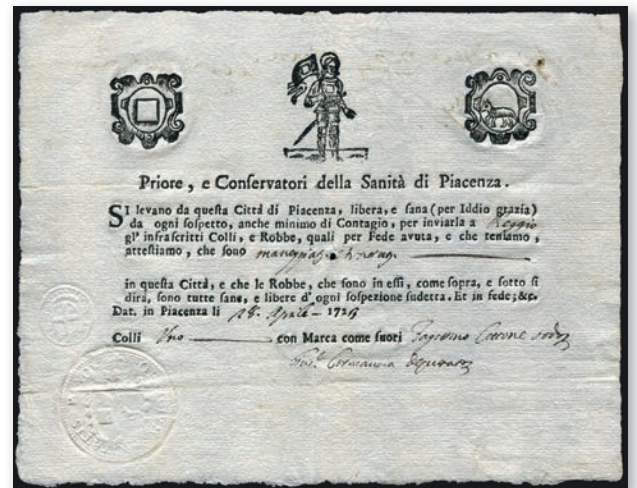 Priore, e Conservatori della Sanità di Piacenza.
SI levano da questa Città di Piacenza, libera, e sana (per Iddio grazia)
da ogni sospetto, anche minimo di Contagio, per inviarla a Reggio
gl' infrascritti Colli, e Robbe, quali per Fede avuta, e che teniamo,
attestiamo, che sono
in questa Città, e che le Robbe, che sono in essi, come sopra, e sotto si
dirà, sono tutte sane, e libere d'ogni sospezione sudetta. Et in fede; &c.
Dat. in Piacenza li Aprile 172
Colli Uno con Marca come fuori